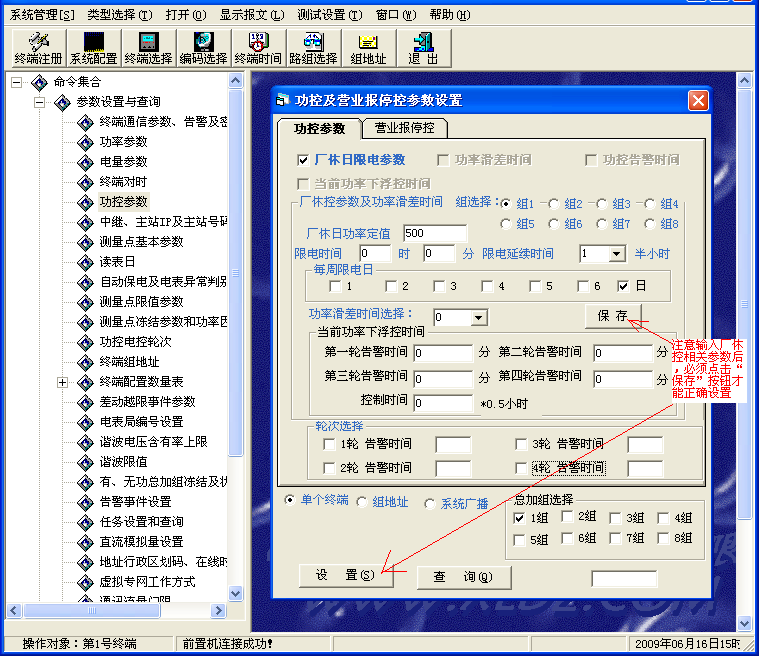 系统管理[S] 类型选择(T) 打开(O) 显示报文(L) 测试设置(T) 窗口(W) 帮助(H)
终端注册 系统配置 终端选择 编码选择 终端时间 路组选择 组地址 退 出
命令集合
参数设置与查询
终端通信参数、告警及密
功率参数
电量参数
终端对时
功控参数
中继、主站IP及主站号码
测量点基本参数
读表日
自动保电及电表异常判别
测量点限值参数
测量点冻结参数和功率因
功控电控轮次
终端组地址
终端配置数量表
差动越限事件参数
电表局编号设置
谐波电压含有率上限
谐波限值
有、无功总加组冻结及状
告警事件设置
任务设置和查询
直流模拟量设置
地址行政区划码、在线时
虚拟专网工作方式
通讯流量门限
功控及营业报停控参数设置
功控参数 营业报停控
厂休日限电参数 功率滑差时间 功控告警时间
当前功率下浮控时间
厂休控参数及功率滑差时间 组选择: 组1 组2 组3 组4
组5 组6 组7 组8
厂休日功率定值 500
限电时间 0 时 0 分 限电延续时间 1 半小时
每周限电日
1 2 3 4 5 6 日
功率滑差时间选择: 0 保 存
当前功率下浮控时间
第一轮告警时间 0 分 第二轮告警时间 0 分
第三轮告警时间 0 分 第四轮告警时间 0 分
控制时间 0 *0.5小时
注意输入厂休
控相关参数后
,必须点击“
保存”按钮才
能正确设置
轮次选择
1轮 告警时间 3轮 告警时间
2轮 告警时间 4轮 告警时间
单个终端 组地址 系统广播
总加组选择
1组 2组 3组 4组
5组 6组 7组 8组
设 置(S) 查 询(Q)
操作对象：第1号终端 前置机连接成功! 2009年06月16日15时